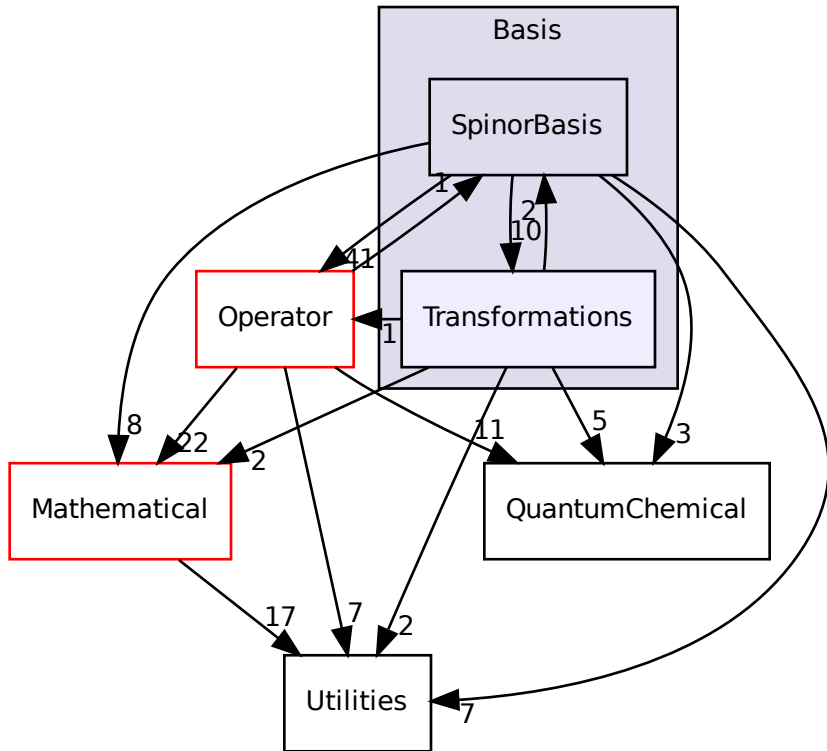 Basis
SpinorBasis
1
2
10
41
Operator
Transformations
1
8
22
2
11
5
3
Mathematical
QuantumChemical
17
7
2
Utilities
7